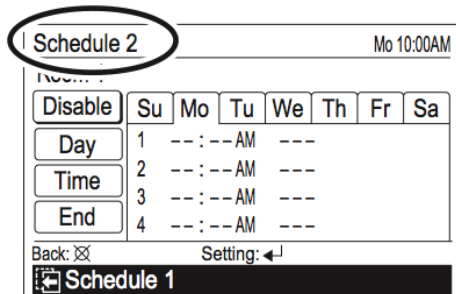 Schedule 2 Mo 10:00AM
Disable Su Mo Tu We Th Fr Sa
Day 1 --:-- AM ---
Time 2 --:-- AM ---
3 --:-- AM ---
End 4 --:-- AM ---
Back: Setting:
Schedule 1